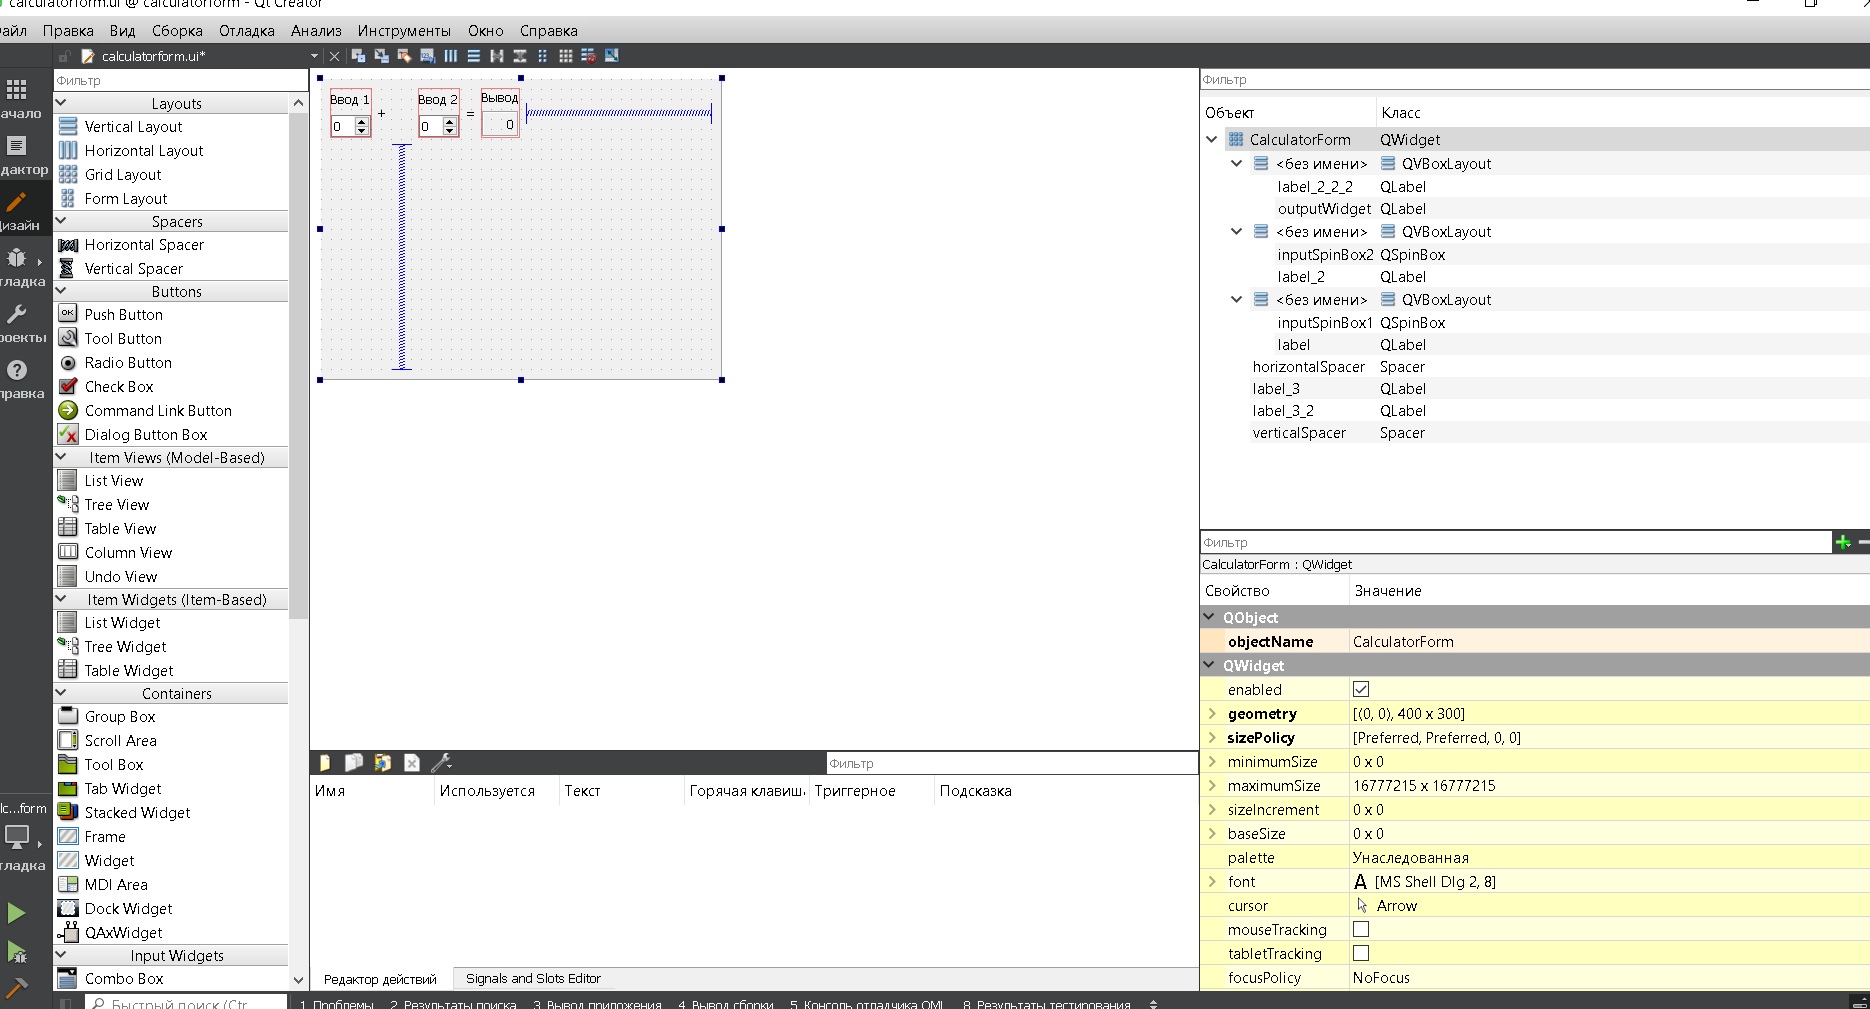 calculatorform.ui @ calculatorform - Qt Creator
айл Правка Вид Сборка Отладка Анализ Инструменты Окно Справка
calculatorform.ui*
ачало
дактор
изайн
тладка
роекты
правка
lc...form
тладка
Фильтр
Layouts
Vertical Layout
Horizontal Layout
Grid Layout
Form Layout
Spacers
Horizontal Spacer
Vertical Spacer
Buttons
Push Button
Tool Button
Radio Button
Check Box
Command Link Button
Dialog Button Box
Item Views (Model-Based)
List View
Tree View
Table View
Column View
Undo View
Item Widgets (Item-Based)
List Widget
Tree Widget
Table Widget
Containers
Group Box
Scroll Area
Tool Box
Tab Widget
Stacked Widget
Frame
Widget
MDI Area
Dock Widget
QAxWidget
Input Widgets
Combo Box
Ввод 1 Ввод 2 Вывод
0 + 0 = 0
Фильтр
Имя Используется Текст Горячая клавиш Триггерное Подсказка
Редактор действий Signals and Slots Editor
Фильтр
Объект Класс
CalculatorForm QWidget
<без имени> QVBoxLayout
label_2_2_2 QLabel
outputWidget QLabel
<без имени> QVBoxLayout
inputSpinBox2 QSpinBox
label_2 QLabel
<без имени> QVBoxLayout
inputSpinBox1 QSpinBox
label QLabel
horizontalSpacer Spacer
label_3 QLabel
label_3_2 QLabel
verticalSpacer Spacer
Фильтр
CalculatorForm : QWidget
Свойство Значение
QObject
objectName CalculatorForm
QWidget
enabled
geometry [(0, 0), 400 x 300]
sizePolicy [Preferred, Preferred, 0, 0]
minimumSize 0 x 0
maximumSize 16777215 x 16777215
sizeIncrement 0 x 0
baseSize 0 x 0
palette Унаследованная
font A [MS Shell Dlg 2, 8]
cursor Arrow
mouseTracking
tabletTracking
focusPolicy NoFocus
Быстрый поиск (Ctr 1 Проблемы 2 Результаты поиска 3 Вывод приложения 4 Вывод сборки 5 Консоль отладчика QML 8 Результаты тестирования